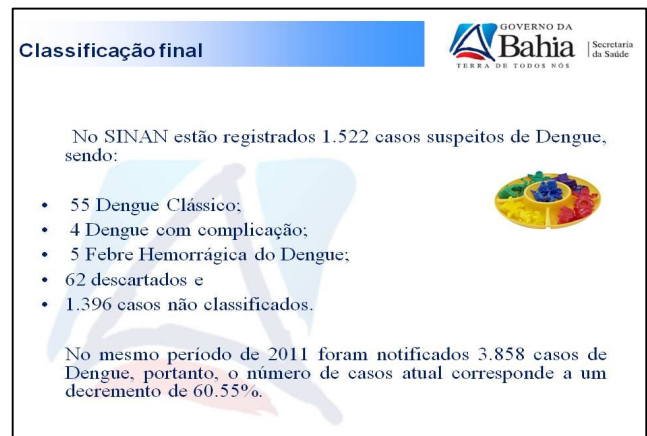 Classificação final
GOVERNO DA
Bahia
TERRA DE TODOS NÓS
Secretaria
da Saúde
No SINAN estão registrados 1.522 casos suspeitos de Dengue,
sendo:
• 55 Dengue Clássico;
• 4 Dengue com complicação;
• 5 Febre Hemorrágica do Dengue;
• 62 descartados e
• 1.396 casos não classificados.
No mesmo período de 2011 foram notificados 3.858 casos de
Dengue, portanto, o número de casos atual corresponde a um
decremento de 60.55%.